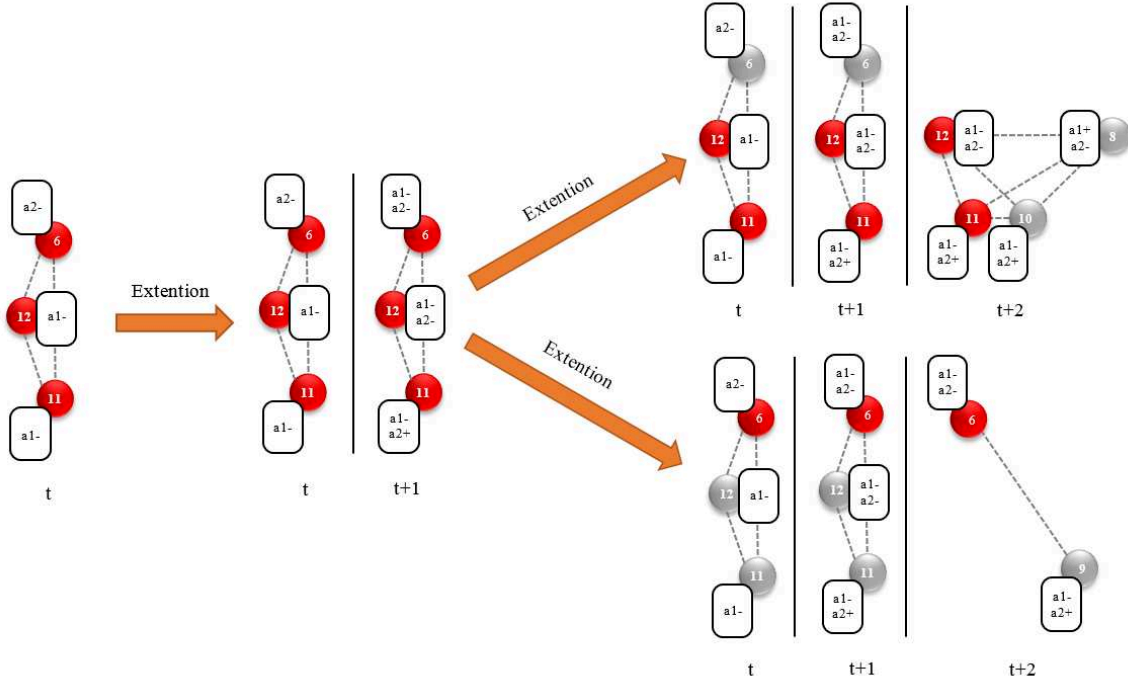 a2-
6
12
a1-
11
a1-
t
Extention
a2-
6
12
a1-
11
a1-
t
a1-
a2-
6
12
a1-
a2-
11
a1-
a2+
t+1
Extention
a2-
6
12
a1-
11
a1-
t
a1-
a2-
6
12
a1-
a2-
11
a1-
a2+
t+1
12
a1-
a2-
a1+
a2-
8
11
10
a1-
a2+
a1-
a2+
t+2
Extention
a2-
6
12
a1-
11
a1-
t
a1-
a2-
6
12
a1-
a2-
11
a1-
a2+
t+1
a1-
a2-
6
9
a1-
a2+
t+2